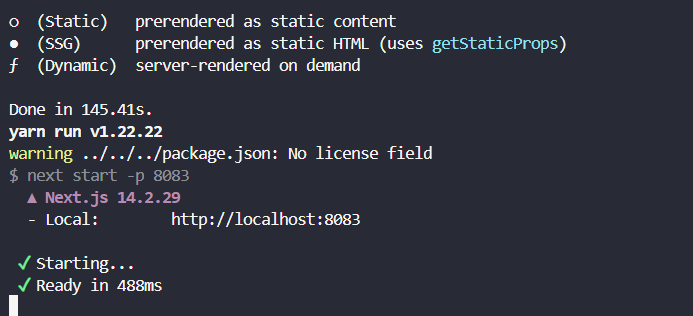 ○  (Static)   prerendered as static content
●  (SSG)      prerendered as static HTML (uses getStaticProps)
ƒ  (Dynamic)  server-rendered on demand
Done in 145.41s.
yarn run v1.22.22
warning ../../../package.json: No license field
$ next start -p 8083
▲ Next.js 14.2.29
- Local:        http://localhost:8083
✓ Starting...
✓ Ready in 488ms